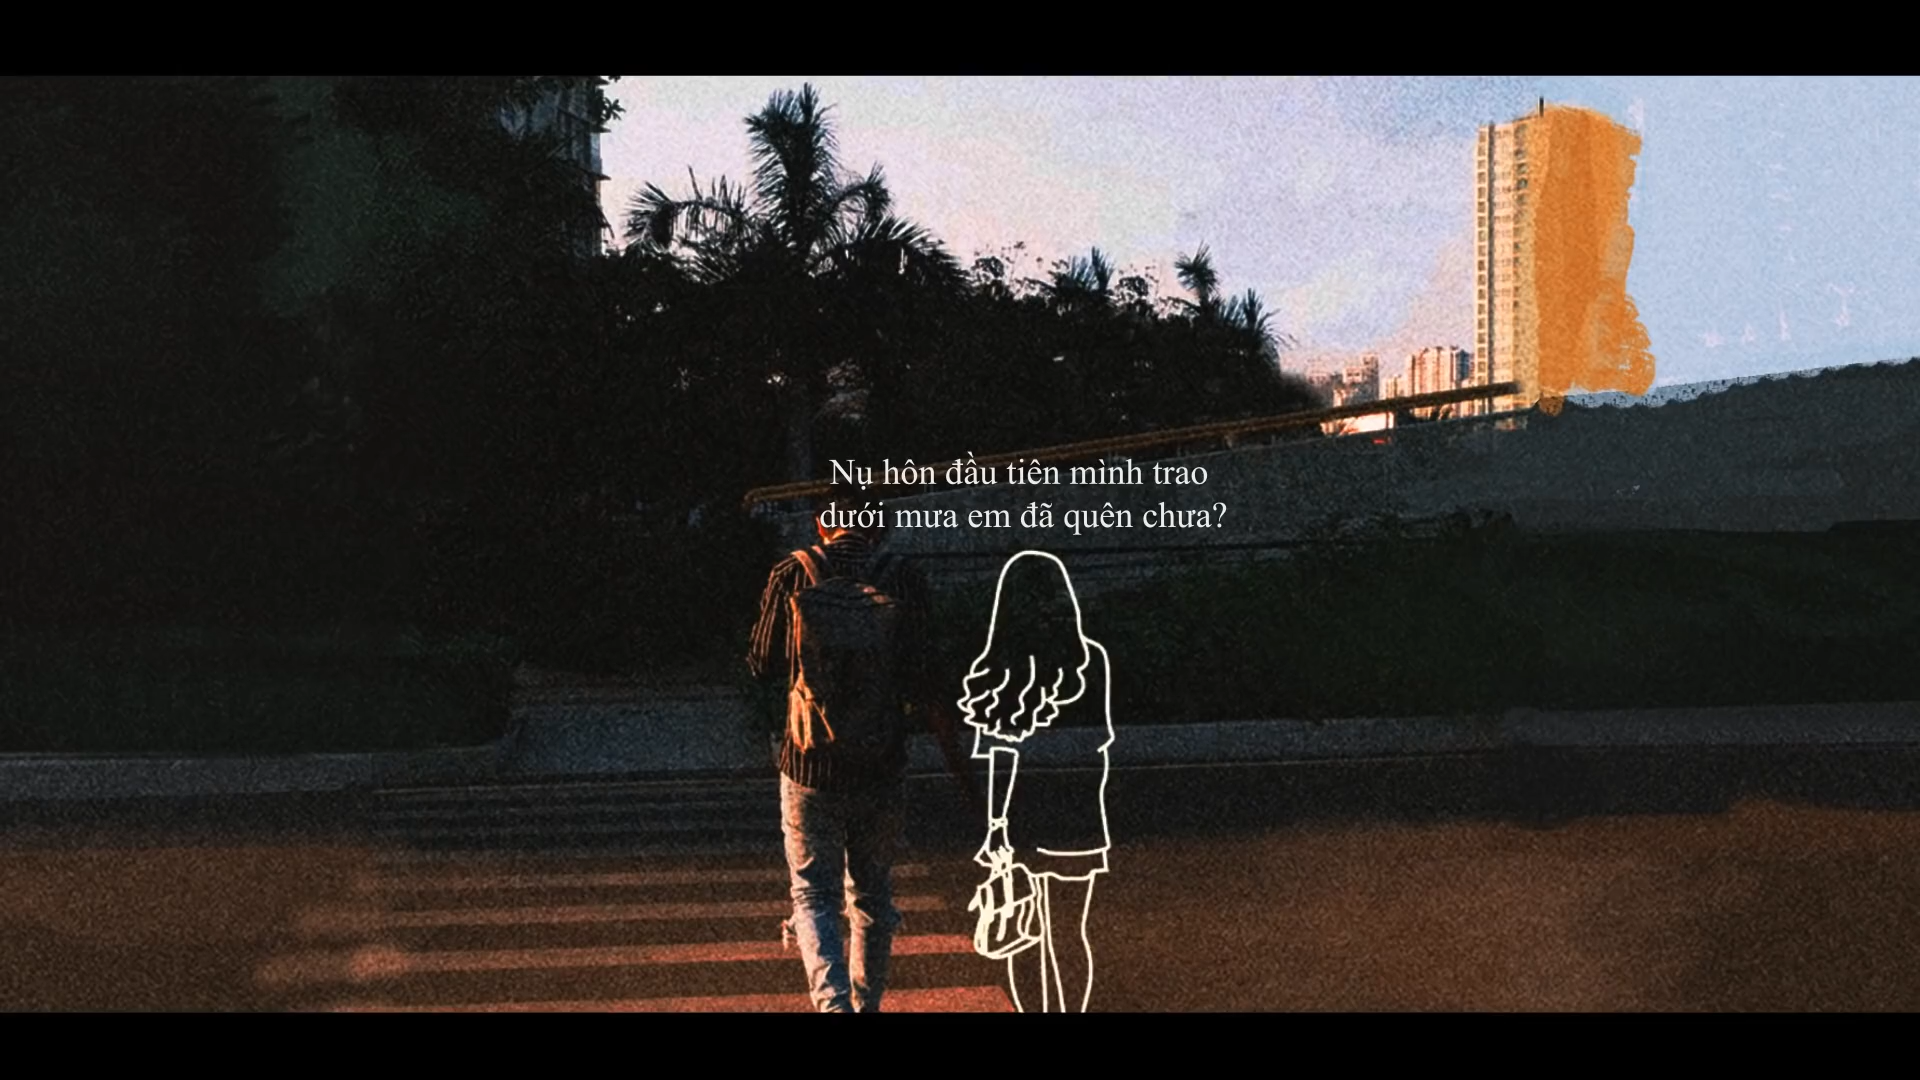 Nụ hôn đầu tiên mình trao
dưới mưa em đã quên chưa?